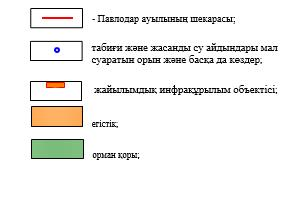 - Павлодар ауылының шекарасы;
табиғи және жасанды су айдындары мал
суаратын орын және басқа да көздер;
жайылымдық инфрақұрылым объектісі;
егістік;
орман қоры;